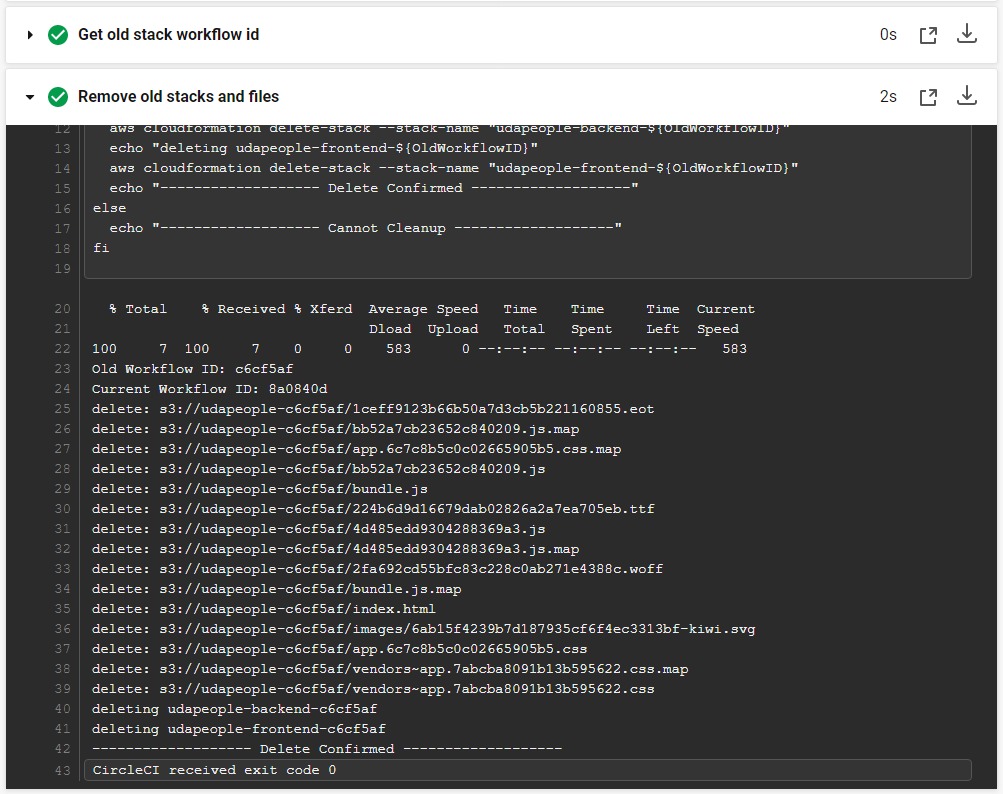 Get old stack workflow id 0s
Remove old stacks and files 2s
12 aws cloudformation delete-stack --stack-name "udapeople-backend-${OldWorkflowID}"
13 echo "deleting udapeople-frontend-${OldWorkflowID}"
14 aws cloudformation delete-stack --stack-name "udapeople-frontend-${OldWorkflowID}"
15 echo "------------------- Delete Confirmed -------------------"
16 else
17 echo "------------------- Cannot Cleanup -------------------"
18 fi
19
20 % Total % Received % Xferd Average Speed Time Time Time Current
21 Dload Upload Total Spent Left Speed
22 100 7 100 7 0 0 583 0 --:--:-- --:--:-- --:--:-- 583
23 Old Workflow ID: c6cf5af
24 Current Workflow ID: 8a0840d
25 delete: s3://udapeople-c6cf5af/1ceff9123b66b50a7d3cb5b221160855.eot
26 delete: s3://udapeople-c6cf5af/bb52a7cb23652c840209.js.map
27 delete: s3://udapeople-c6cf5af/app.6c7c8b5c0c02665905b5.css.map
28 delete: s3://udapeople-c6cf5af/bb52a7cb23652c840209.js
29 delete: s3://udapeople-c6cf5af/bundle.js
30 delete: s3://udapeople-c6cf5af/224b6d9d16679dab02826a2a7ea705eb.ttf
31 delete: s3://udapeople-c6cf5af/4d485edd9304288369a3.js
32 delete: s3://udapeople-c6cf5af/4d485edd9304288369a3.js.map
33 delete: s3://udapeople-c6cf5af/2fa692cd55bfc83c228c0ab271e4388c.woff
34 delete: s3://udapeople-c6cf5af/bundle.js.map
35 delete: s3://udapeople-c6cf5af/index.html
36 delete: s3://udapeople-c6cf5af/images/6ab15f4239b7d187935cf6f4ec3313bf-kiwi.svg
37 delete: s3://udapeople-c6cf5af/app.6c7c8b5c0c02665905b5.css
38 delete: s3://udapeople-c6cf5af/vendors~app.7abcba8091b13b595622.css.map
39 delete: s3://udapeople-c6cf5af/vendors~app.7abcba8091b13b595622.css
40 deleting udapeople-backend-c6cf5af
41 deleting udapeople-frontend-c6cf5af
42 ------------------- Delete Confirmed -------------------
43 CircleCI received exit code 0